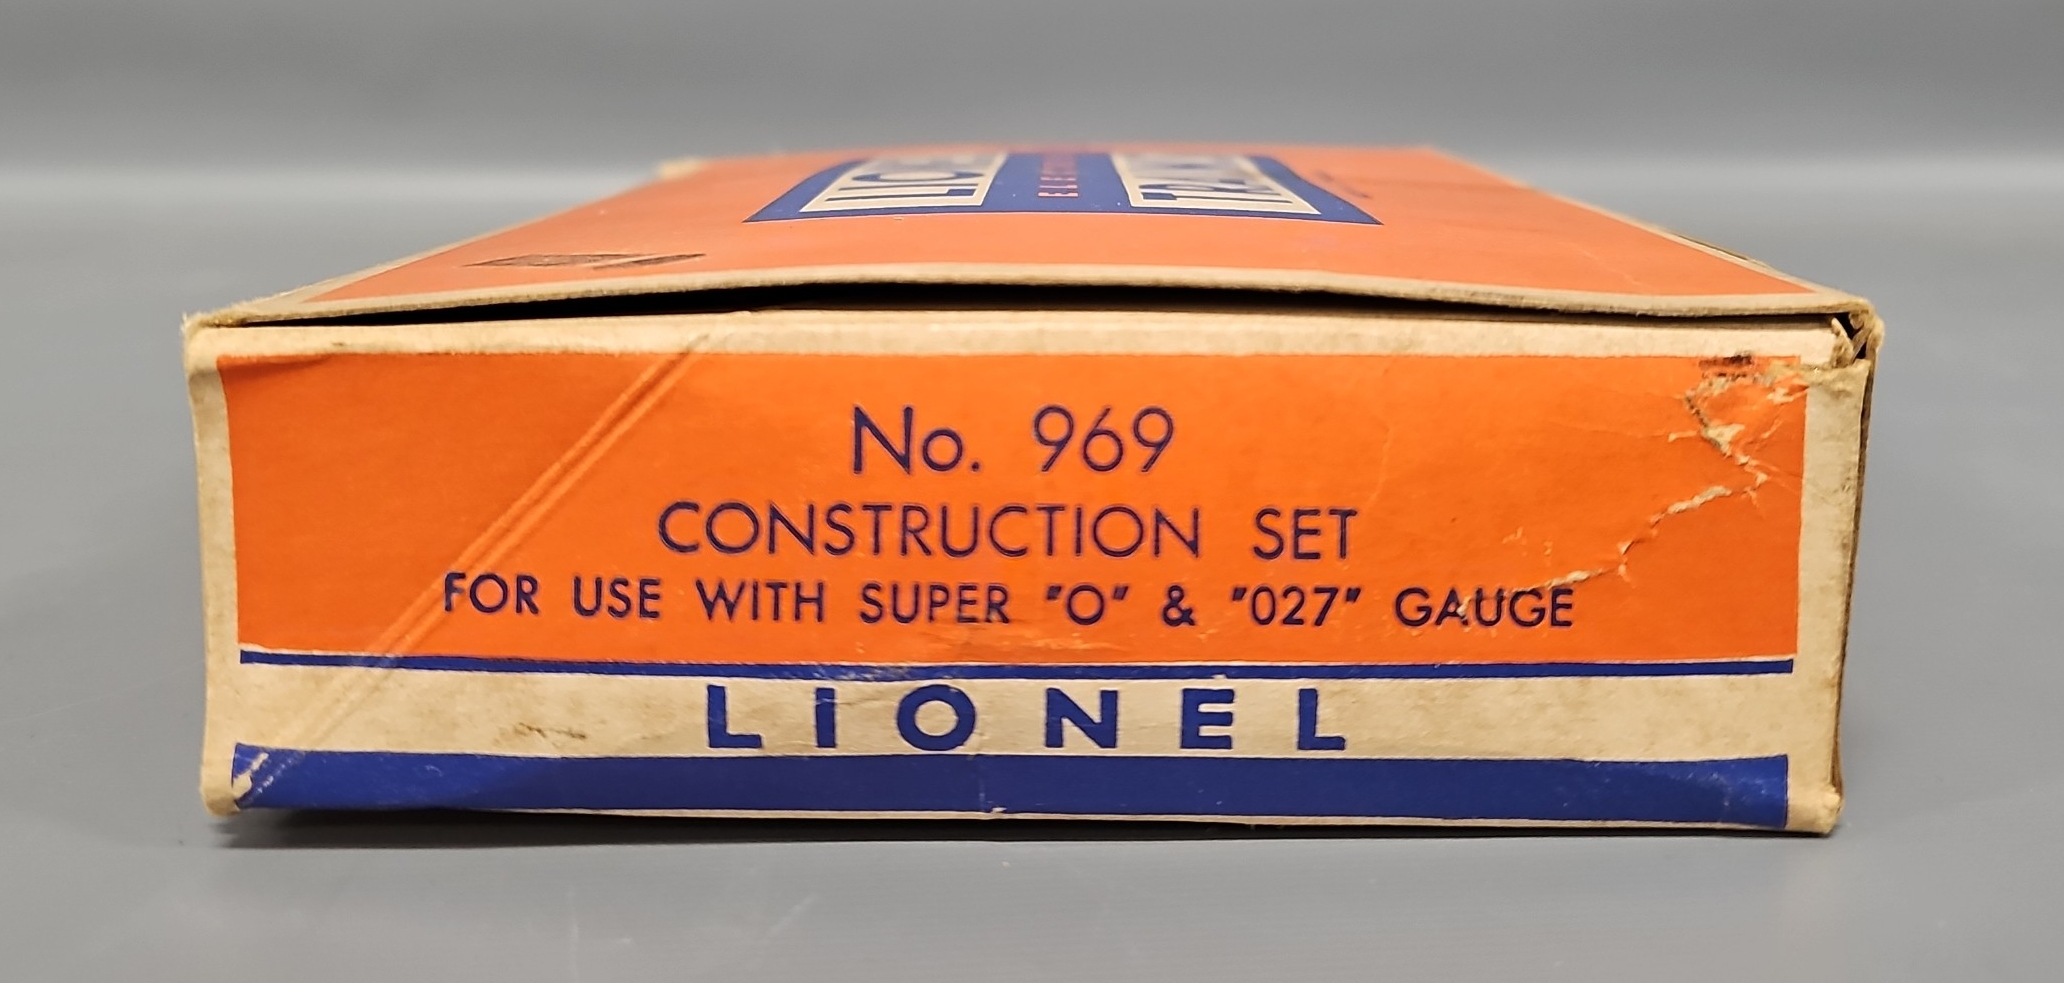 No. 969
CONSTRUCTION SET
FOR USE WITH SUPER "O" & "027" GAUGE
LIONEL